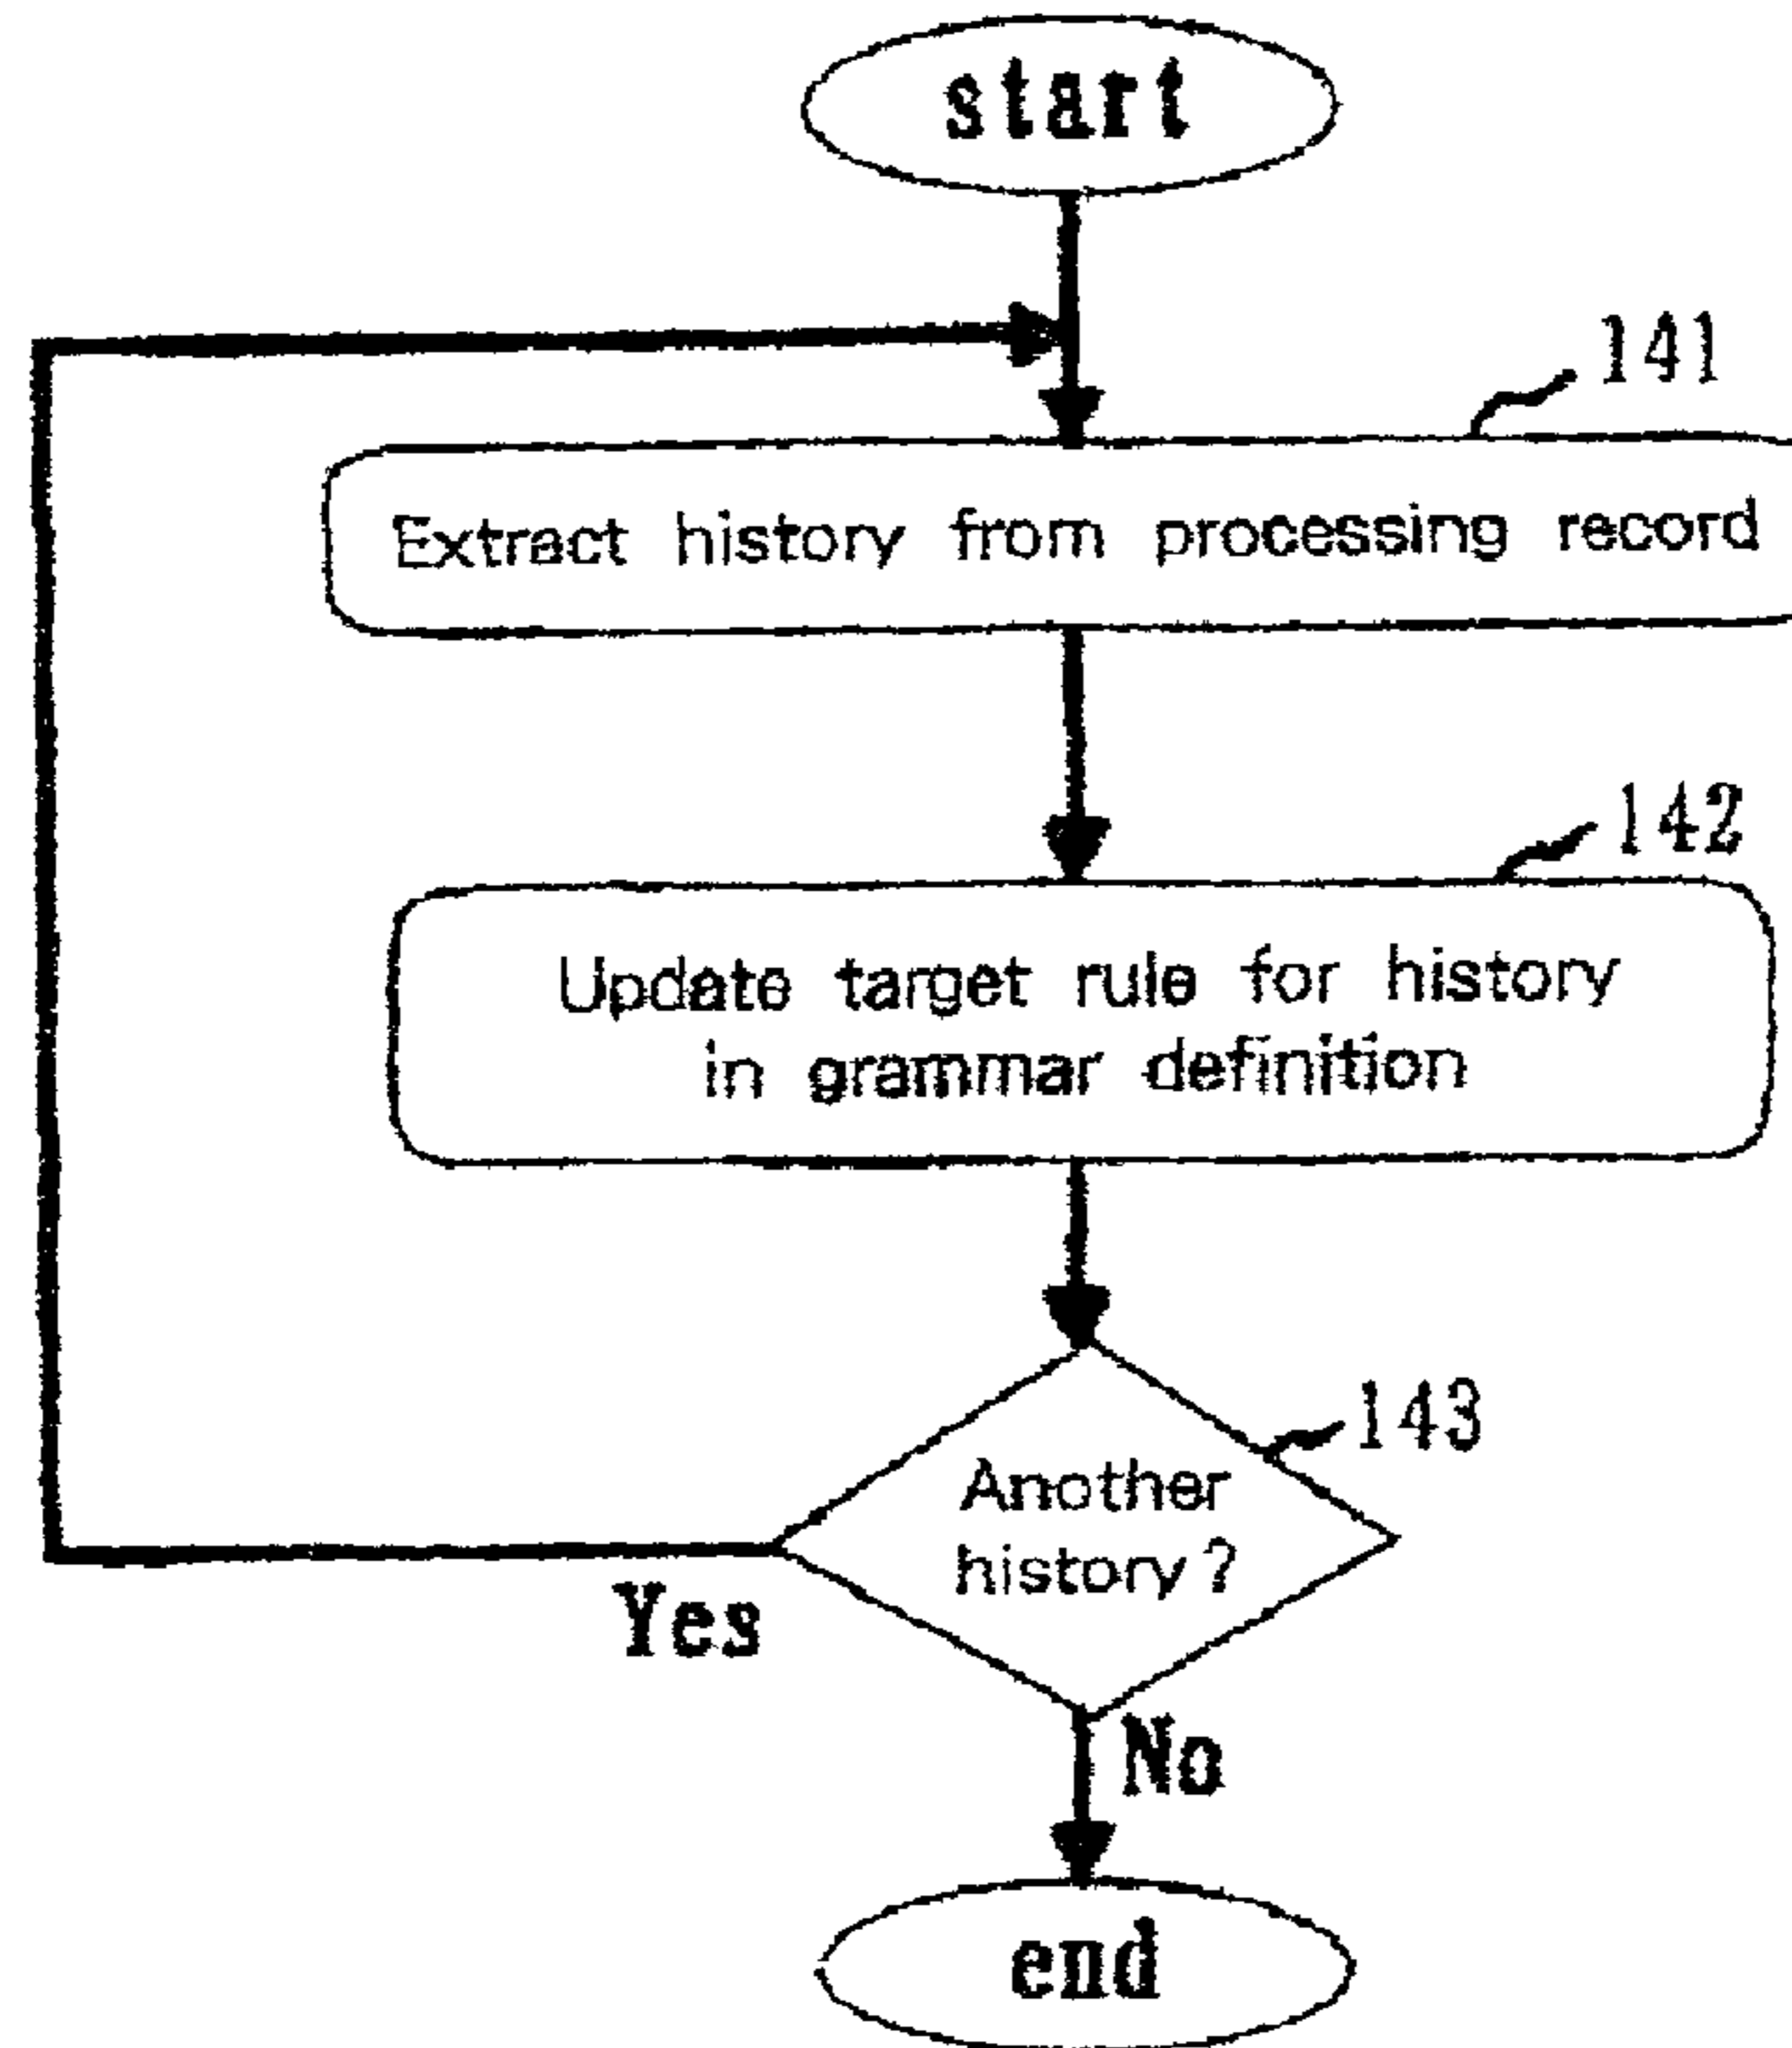 start
141
Extract history from processing record
142
Update target rule for history
in grammar definition
143
Another
history?
Yes
No
end